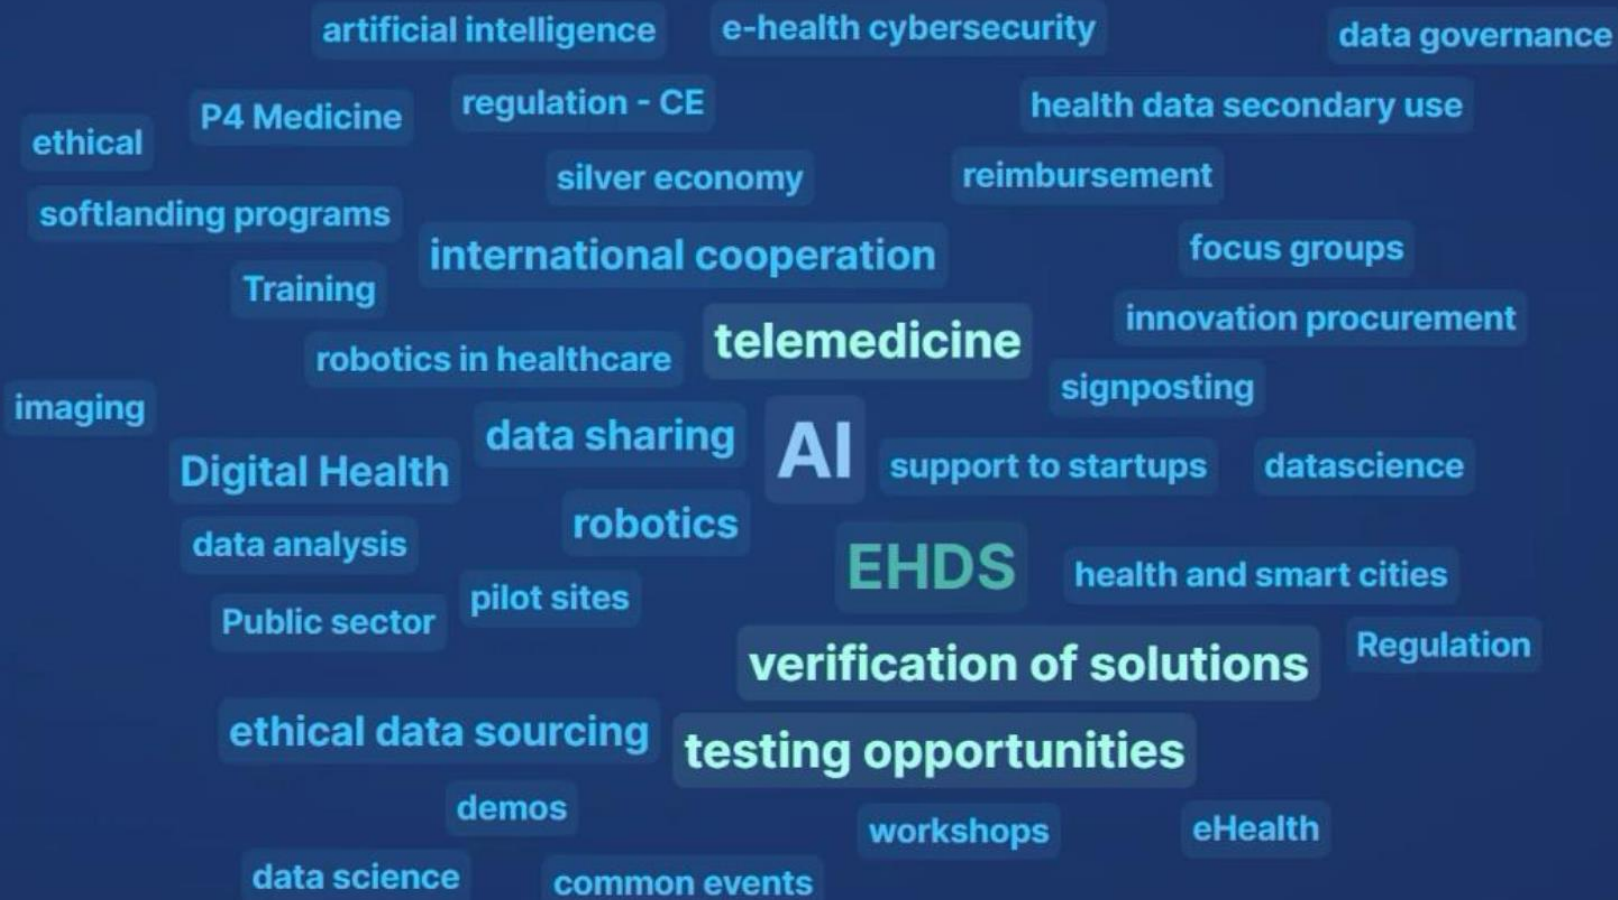 artificial intelligence
e-health cybersecurity
data governance
P4 Medicine
regulation - CE
health data secondary use
ethical
silver economy
reimbursement
softlanding programs
international cooperation
focus groups
Training
telemedicine
innovation procurement
robotics in healthcare
signposting
imaging
data sharing
AI
support to startups
datascience
Digital Health
robotics
data analysis
EHDS
health and smart cities
pilot sites
Public sector
verification of solutions
Regulation
ethical data sourcing
testing opportunities
demos
workshops
eHealth
data science
common events